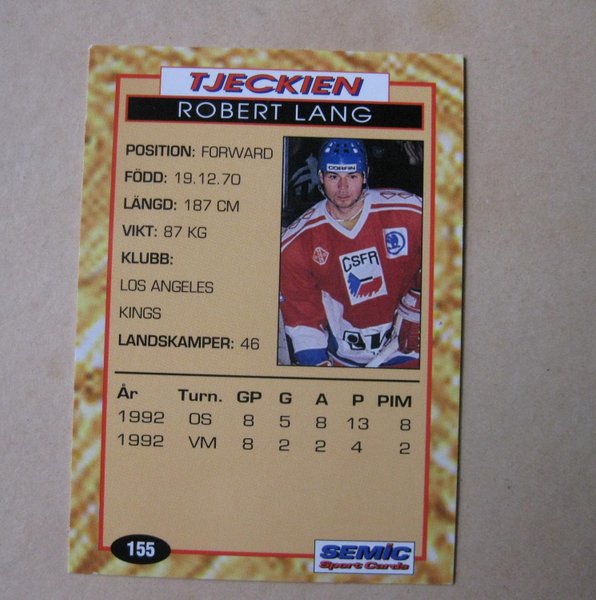 TJECKIEN
ROBERT LANG
POSITION: FORWARD
FÖDD: 19.12.70
LÄNGD: 187 CM
VIKT: 87 KG
KLUBB:
LOS ANGELES
KINGS
LANDSKAMPER: 46
CORFIN
CSFR
År Turn. GP G A P PIM
1992 OS 8 5 8 13 8
1992 VM 8 2 2 4 2
155
SEMIC
Sport Cards